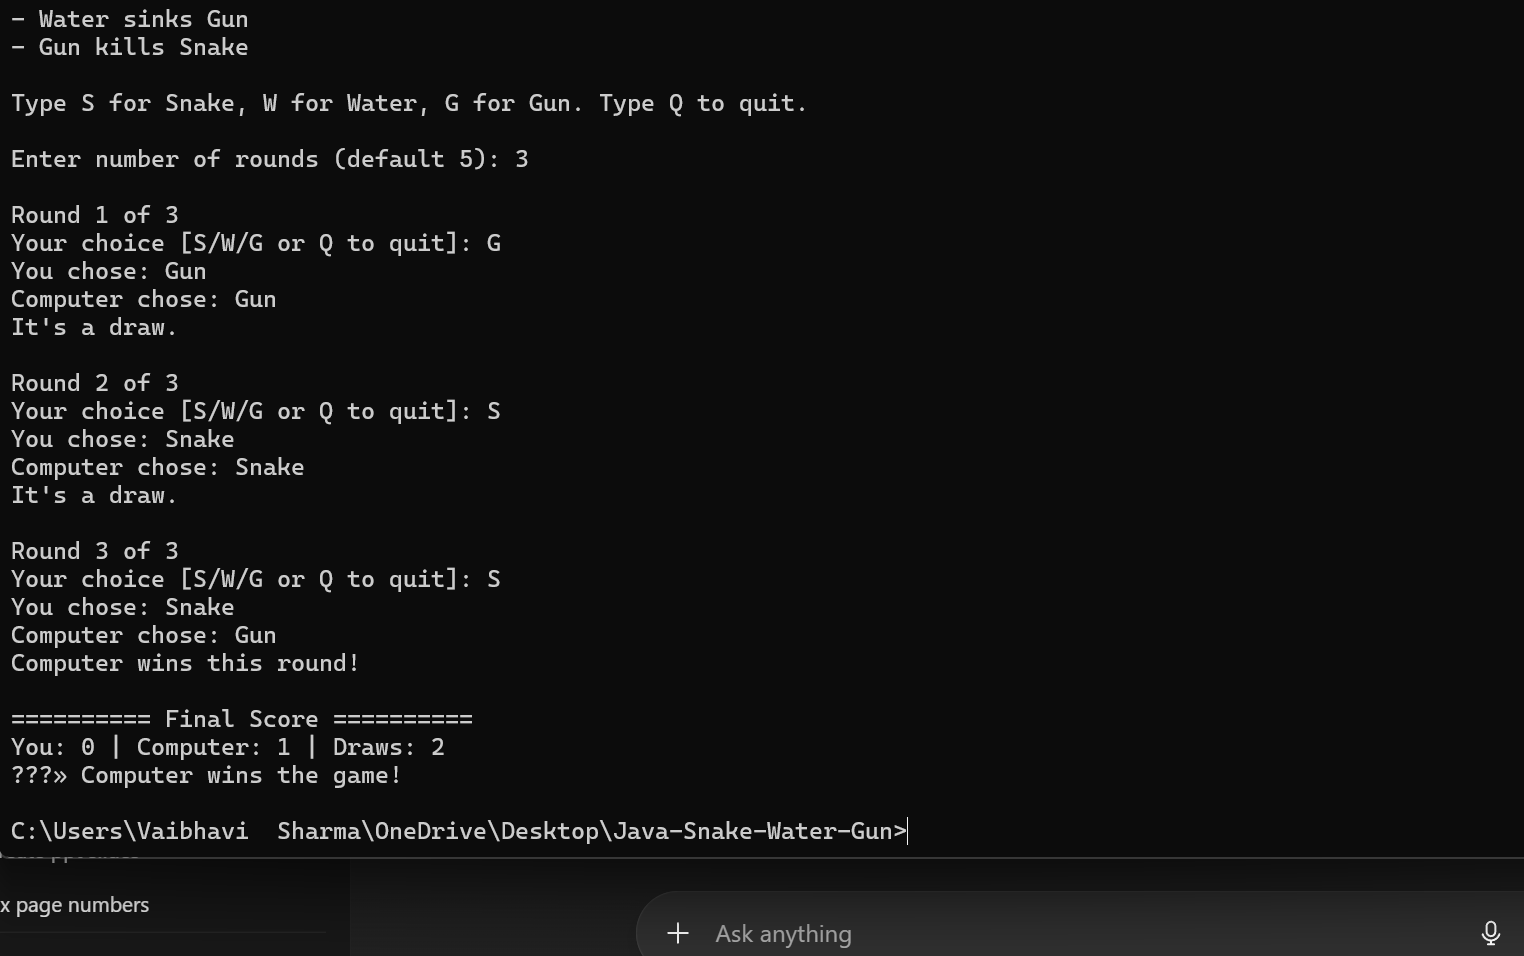 - Water sinks Gun
- Gun kills Snake
Type S for Snake, W for Water, G for Gun. Type Q to quit.
Enter number of rounds (default 5): 3
Round 1 of 3
Your choice [S/W/G or Q to quit]: G
You chose: Gun
Computer chose: Gun
It's a draw.
Round 2 of 3
Your choice [S/W/G or Q to quit]: S
You chose: Snake
Computer chose: Snake
It's a draw.
Round 3 of 3
Your choice [S/W/G or Q to quit]: S
You chose: Snake
Computer chose: Gun
Computer wins this round!
========== Final Score ==========
You: 0 | Computer: 1 | Draws: 2
???» Computer wins the game!
C:\Users\Vaibhavi  Sharma\OneDrive\Desktop\Java-Snake-Water-Gun>
x page numbers
Ask anything